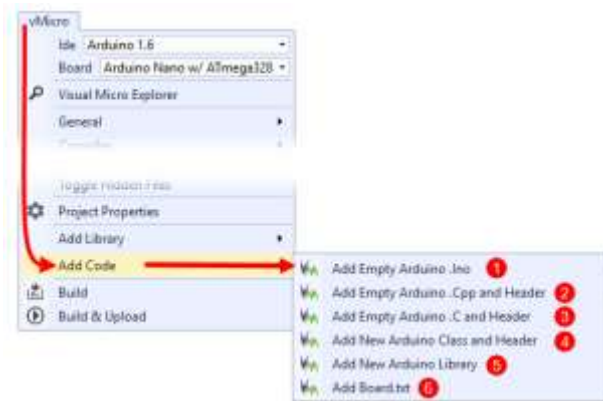 vMicro
Ide Arduino 1.6
Board Arduino Nano w/ ATmega328
Visual Micro Explorer
General
Toggle Hidden Files
Project Properties
Add Library
Add Code
Build
Build & Upload
Add Empty Arduino .Ino 1
Add Empty Arduino .Cpp and Header 2
Add Empty Arduino .C and Header 3
Add New Arduino Class and Header 4
Add New Arduino Library 5
Add Board.txt 6